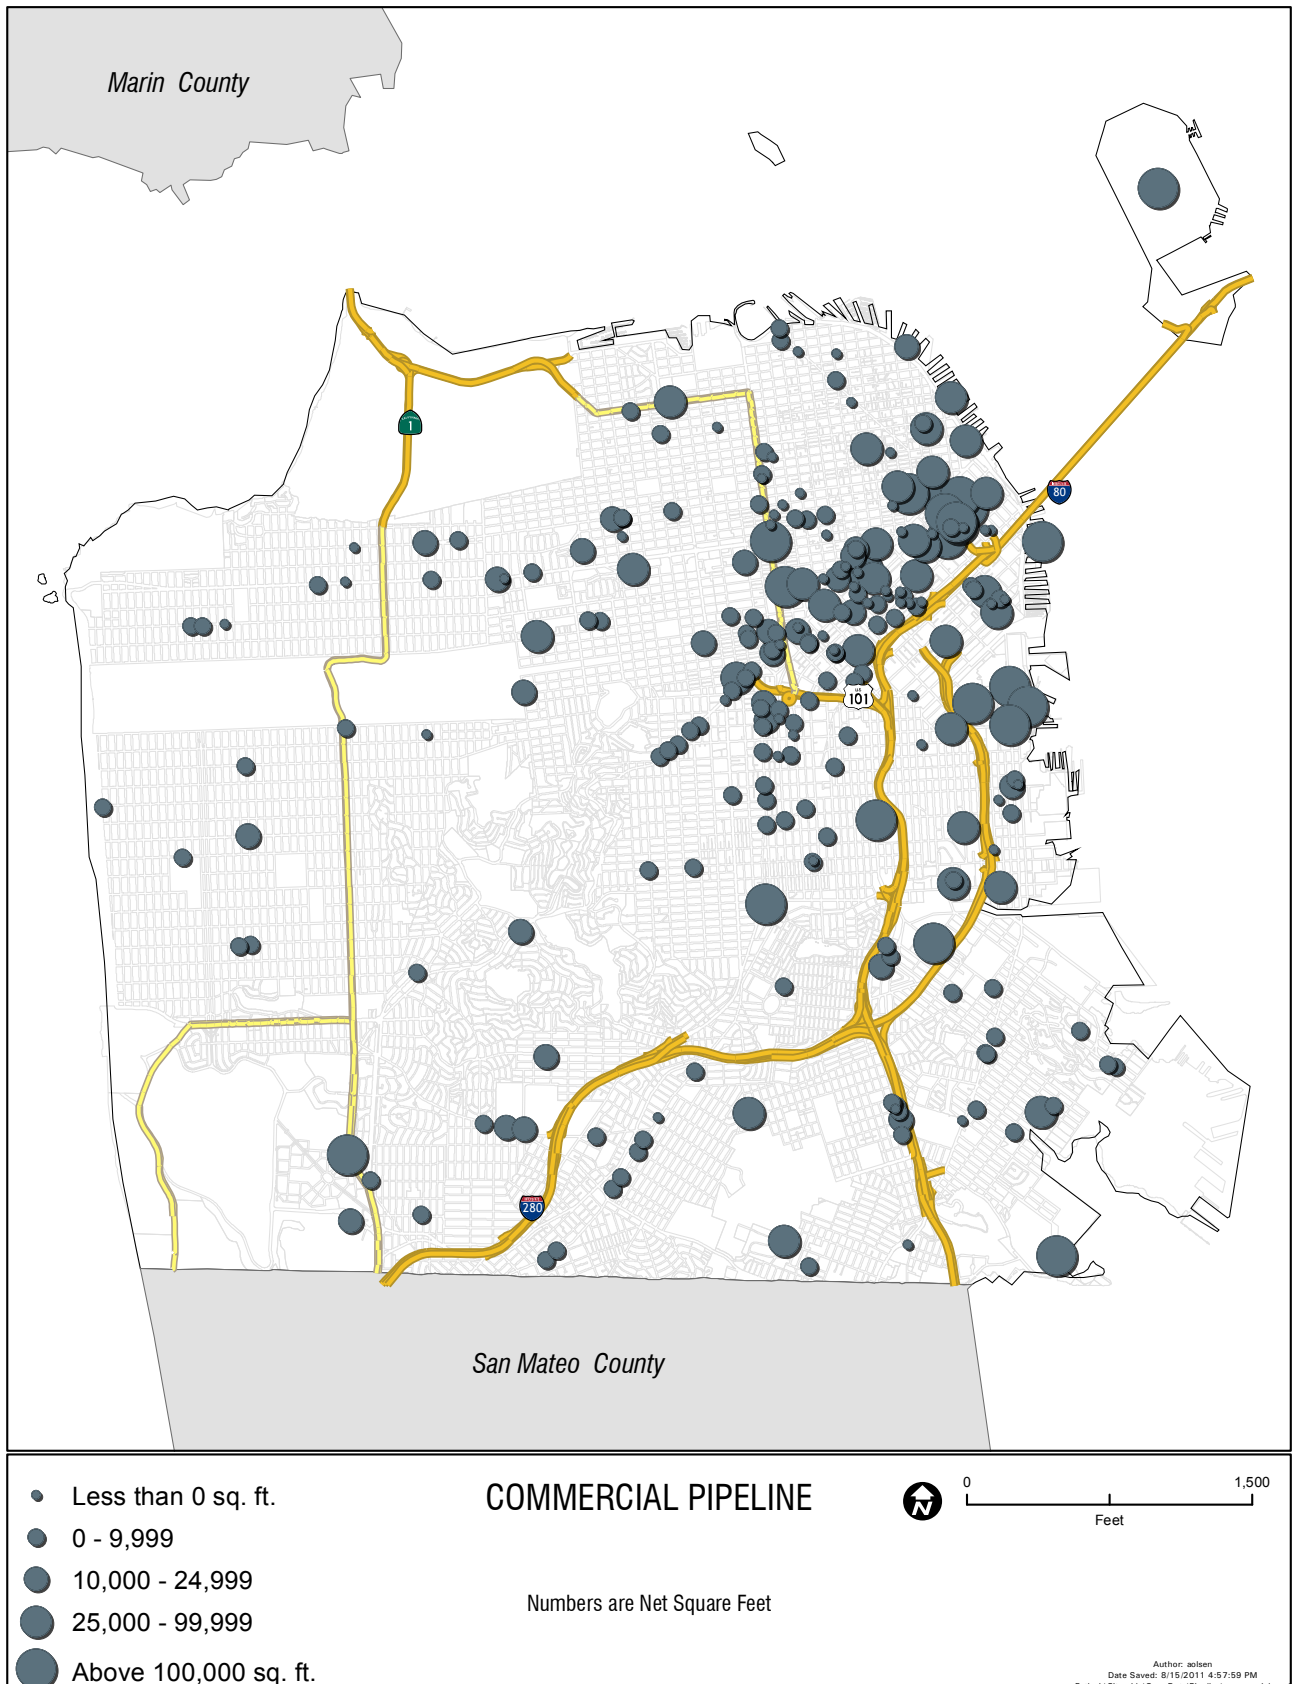 Marin County
CALIFORNIA
1
80
US
101
280
San Mateo County
Less than 0 sq. ft.
0 - 9,999
10,000 - 24,999
25,000 - 99,999
Above 100,000 sq. ft.
COMMERCIAL PIPELINE
Numbers are Net Square Feet
N
0 1,500
Feet
Author: aolsen
Date Saved: 8/15/2011 4:57:59 PM